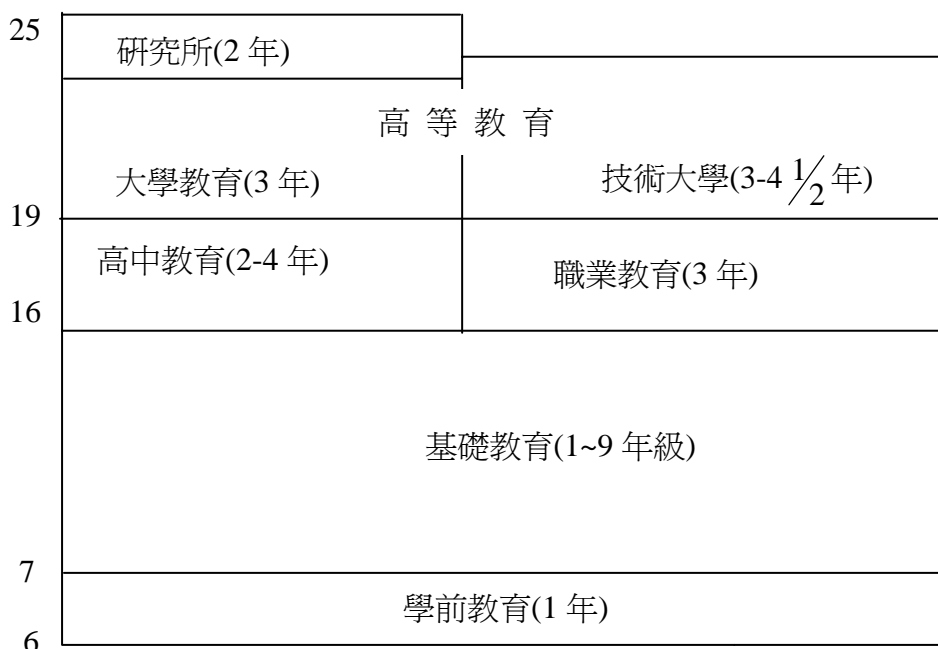 25
研究所(2 年)
高 等 教 育
大學教育(3 年)
技術大學(3-4 1/2 年)
19
高中教育(2-4 年)
職業教育(3 年)
16
基礎教育(1~9 年級)
7
學前教育(1 年)
6